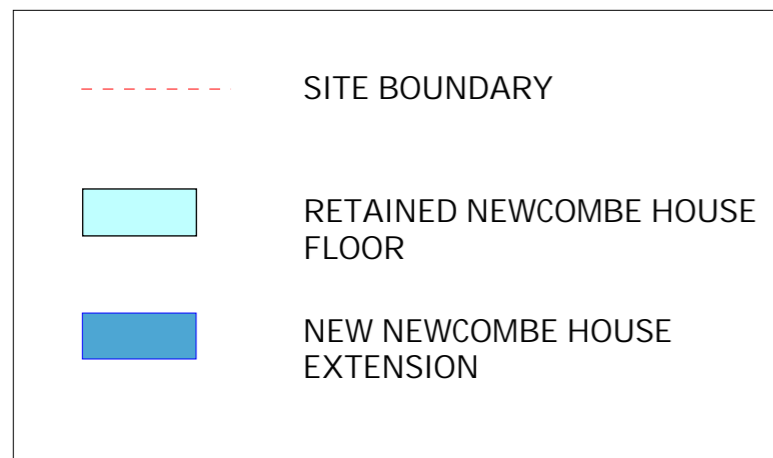 SITE BOUNDARY
RETAINED NEWCOMBE HOUSE
FLOOR
NEW NEWCOMBE HOUSE
EXTENSION